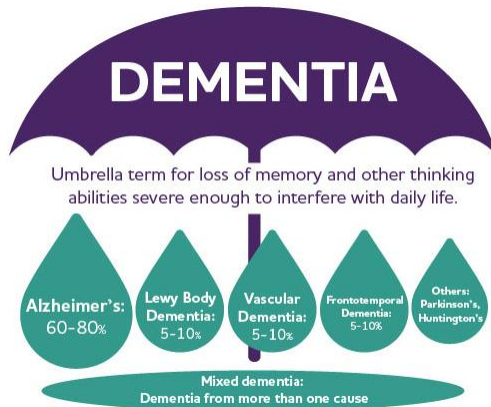 DEMENTIA
Umbrella term for loss of memory and other thinking
abilities severe enough to interfere with daily life.
Alzheimer's:
60-80%
Lewy Body
Dementia:
5-10%
Vascular
Dementia:
5-10%
Frontotemporal
Dementia:
5-10%
Others:
Parkinson's,
Huntington's
Mixed dementia:
Dementia from more than one cause